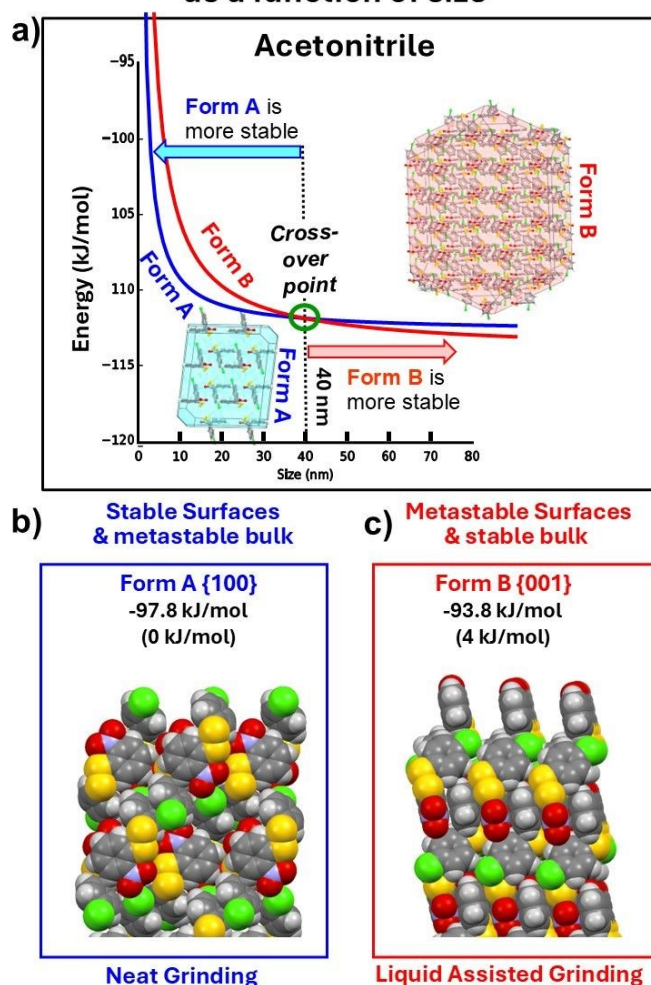 as a function of size
a)
Acetonitrile
−95
−100
105
110
−115
−120
Energy (kJ/mol)
0 10 20 30 40 50 60 70 80
Size (nm)
Form A is
more stable
Form A
Form B
Cross-
over
point
40 nm
Form B is
more stable
Form A
Form B
b)
Stable Surfaces
& metastable bulk
Form A {100}
-97.8 kJ/mol
(0 kJ/mol)
Neat Grinding
c)
Metastable Surfaces
& stable bulk
Form B {001}
-93.8 kJ/mol
(4 kJ/mol)
Liquid Assisted Grinding